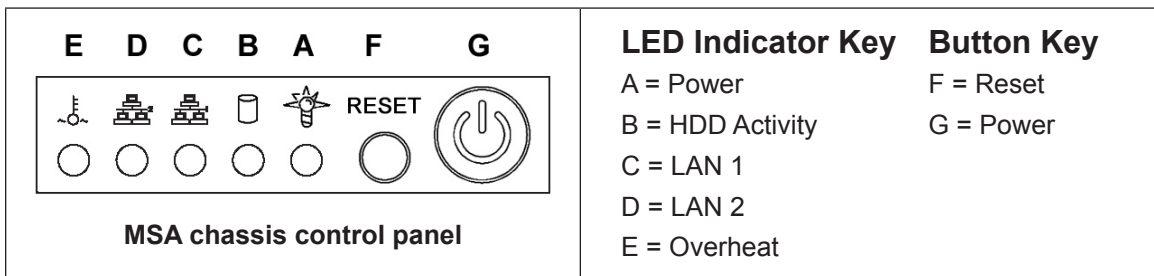 E D C B A F G
RESET
MSA chassis control panel
LED Indicator Key
A = Power
B = HDD Activity
C = LAN 1
D = LAN 2
E = Overheat
Button Key
F = Reset
G = Power